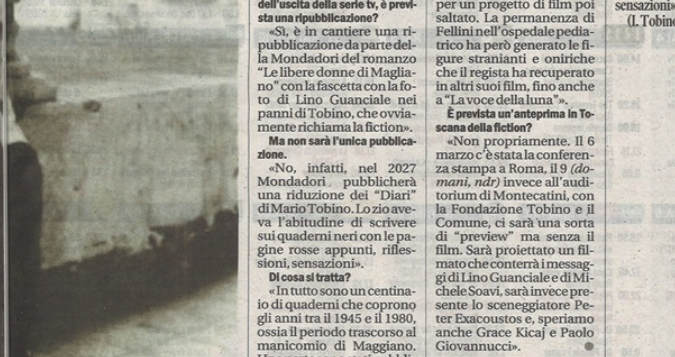 dell'uscita della serie tv, è previ-
sta una ripubblicazione?
«Sì, è in cantiere una ri-
pubblicazione da parte del-
la Mondadori del romanzo
"Le libere donne di Maglia-
no" con la fascetta con la fo-
to di Lino Guanciale nei
panni di Tobino, che ovvia-
mente richiama la fiction».
Ma non sarà l'unica pubblica-
zione.
«No, infatti, nel 2027
Mondadori pubblicherà
una riduzione dei "Diari"
di Mario Tobino. Lo zio ave-
va l'abitudine di scrivere
sui quaderni neri con le pa-
gine rosse appunti, rifles-
sioni, sensazioni».
Di cosa si tratta?
«In tutto sono un centina-
io di quaderni che coprono
gli anni tra il 1945 e il 1980,
ossia il periodo trascorso al
manicomio di Maggiano.
per un progetto di film poi
saltato. La permanenza di
Fellini nell'ospedale pedia-
trico ha però generato le fi-
gure stranianti e oniriche
che il regista ha recuperato
in altri suoi film, fino anche
a "La voce della luna"».
È prevista un'anteprima in To-
scana della fiction?
«Non propriamente. Il 6
marzo c'è stata la conferen-
za stampa a Roma, il 9 (do-
mani, ndr) invece all'audi-
torium di Montecatini, con
la Fondazione Tobino e il
Comune, ci sarà una sorta
di "preview" ma senza il
film. Sarà proiettato un fil-
mato che conterrà i messag-
gi di Lino Guanciale e di Mi-
chele Soavi, sarà invece pre-
sente lo sceneggiatore Pe-
ter Exacoustos e, speriamo
anche Grace Kicaj e Paolo
Giovannucci».
sensazioni»
(I. Tobino